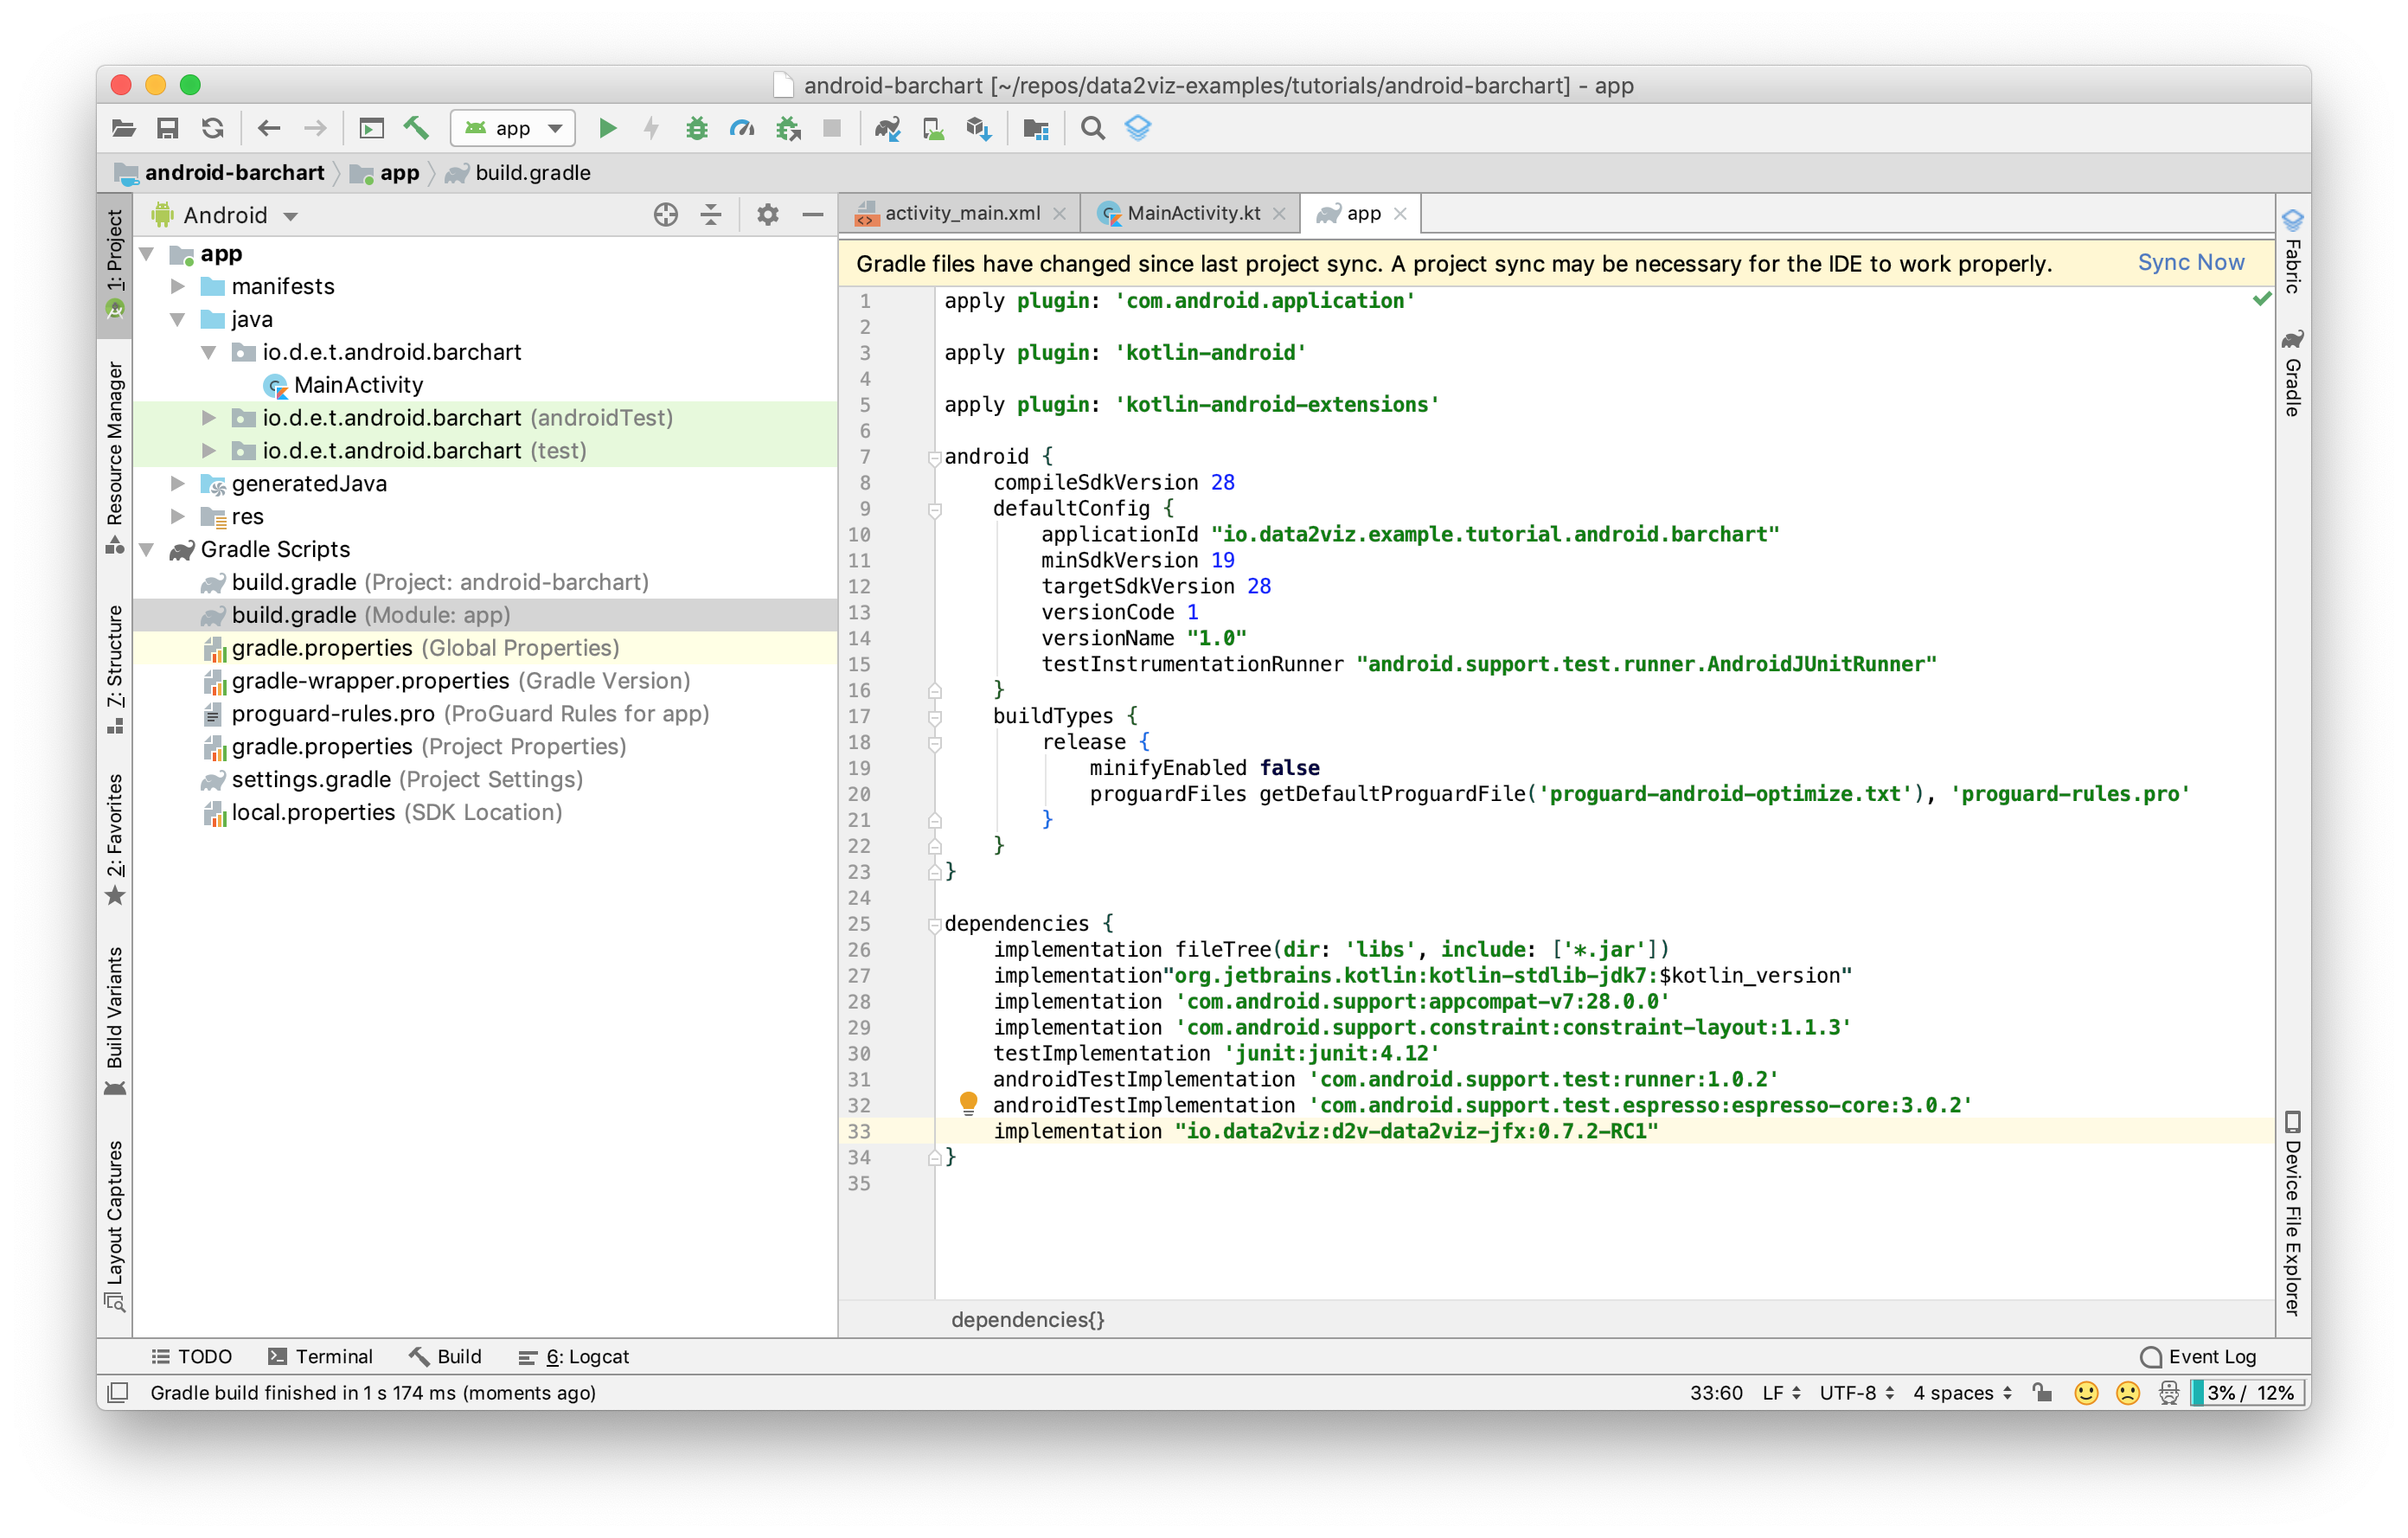 android-barchart [~/repos/data2viz-examples/tutorials/android-barchart] - app
app
android-barchart app build.gradle
1: Project
Resource Manager
7: Structure
2: Favorites
Build Variants
Layout Captures
Android
app
manifests
java
io.d.e.t.android.barchart
MainActivity
io.d.e.t.android.barchart (androidTest)
io.d.e.t.android.barchart (test)
generatedJava
res
Gradle Scripts
build.gradle (Project: android-barchart)
build.gradle (Module: app)
gradle.properties (Global Properties)
gradle-wrapper.properties (Gradle Version)
proguard-rules.pro (ProGuard Rules for app)
gradle.properties (Project Properties)
settings.gradle (Project Settings)
local.properties (SDK Location)
activity_main.xml MainActivity.kt app
Gradle files have changed since last project sync. A project sync may be necessary for the IDE to work properly. Sync Now
1 apply plugin: 'com.android.application'
2
3 apply plugin: 'kotlin-android'
4
5 apply plugin: 'kotlin-android-extensions'
6
7 android {
8 compileSdkVersion 28
9 defaultConfig {
10 applicationId "io.data2viz.example.tutorial.android.barchart"
11 minSdkVersion 19
12 targetSdkVersion 28
13 versionCode 1
14 versionName "1.0"
15 testInstrumentationRunner "android.support.test.runner.AndroidJUnitRunner"
16 }
17 buildTypes {
18 release {
19 minifyEnabled false
20 proguardFiles getDefaultProguardFile('proguard-android-optimize.txt'), 'proguard-rules.pro'
21 }
22 }
23 }
24
25 dependencies {
26 implementation fileTree(dir: 'libs', include: ['*.jar'])
27 implementation"org.jetbrains.kotlin:kotlin-stdlib-jdk7:$kotlin_version"
28 implementation 'com.android.support:appcompat-v7:28.0.0'
29 implementation 'com.android.support.constraint:constraint-layout:1.1.3'
30 testImplementation 'junit:junit:4.12'
31 androidTestImplementation 'com.android.support.test:runner:1.0.2'
32 androidTestImplementation 'com.android.support.test.espresso:espresso-core:3.0.2'
33 implementation "io.data2viz:d2v-data2viz-jfx:0.7.2-RC1"
34 }
35
dependencies{}
Fabric
Gradle
Device File Explorer
TODO Terminal Build 6: Logcat Event Log
Gradle build finished in 1 s 174 ms (moments ago) 33:60 LF UTF-8 4 spaces 3% / 12%